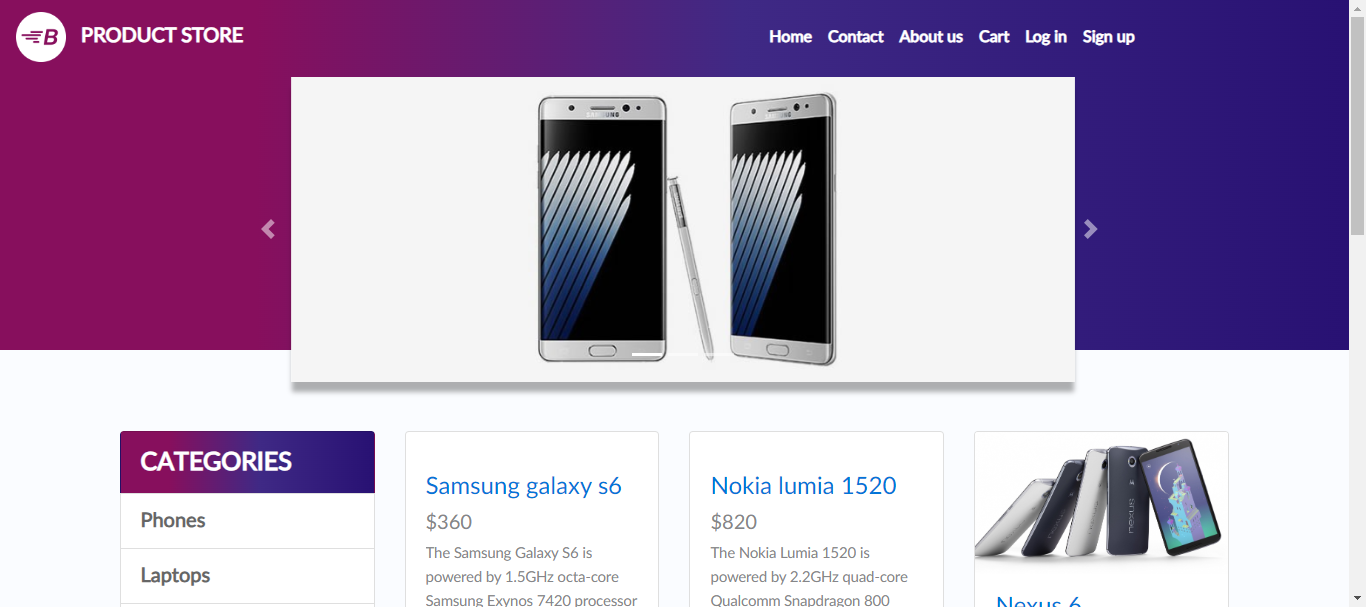 B PRODUCT STORE
Home Contact About us Cart Log in Sign up
SAMSUNG
SAMSUNG
CATEGORIES
Phones
Laptops
Samsung galaxy s6
$360
The Samsung Galaxy S6 is
powered by 1.5GHz octa-core
Samsung Exynos 7420 processor
Nokia lumia 1520
$820
The Nokia Lumia 1520 is
powered by 2.2GHz quad-core
Qualcomm Snapdragon 800
nexus
Nexus 6